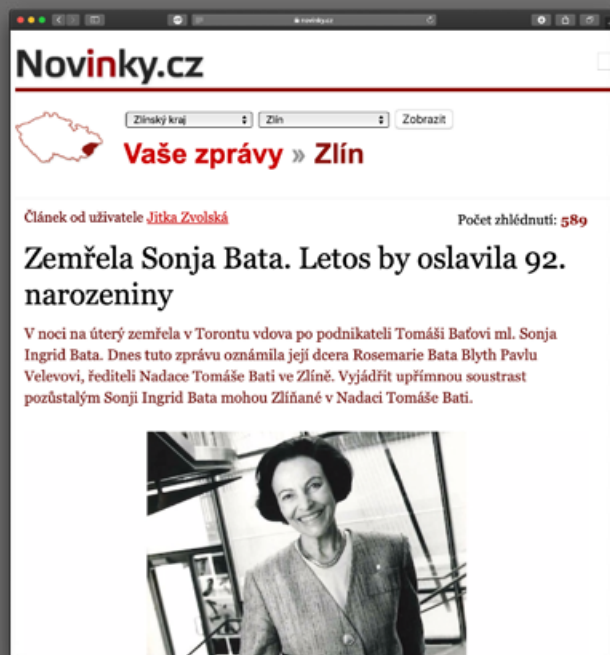 novinky.cz
Novinky.cz
Zlínský kraj
Zlín
Zobrazit
Vaše zprávy » Zlín
Článek od uživatele Jitka Zvolská
Počet zhlédnutí: 589
Zemřela Sonja Bata. Letos by oslavila 92.
narozeniny
V noci na úterý zemřela v Torontu vdova po podnikateli Tomáši Baťovi ml. Sonja
Ingrid Bata. Dnes tuto zprávu oznámila její dcera Rosemarie Bata Blyth Pavlu
Velevovi, řediteli Nadace Tomáše Bati ve Zlíně. Vyjádřit upřímnou soustrast
pozůstalým Sonji Ingrid Bata mohou Zlíňané v Nadaci Tomáše Bati.